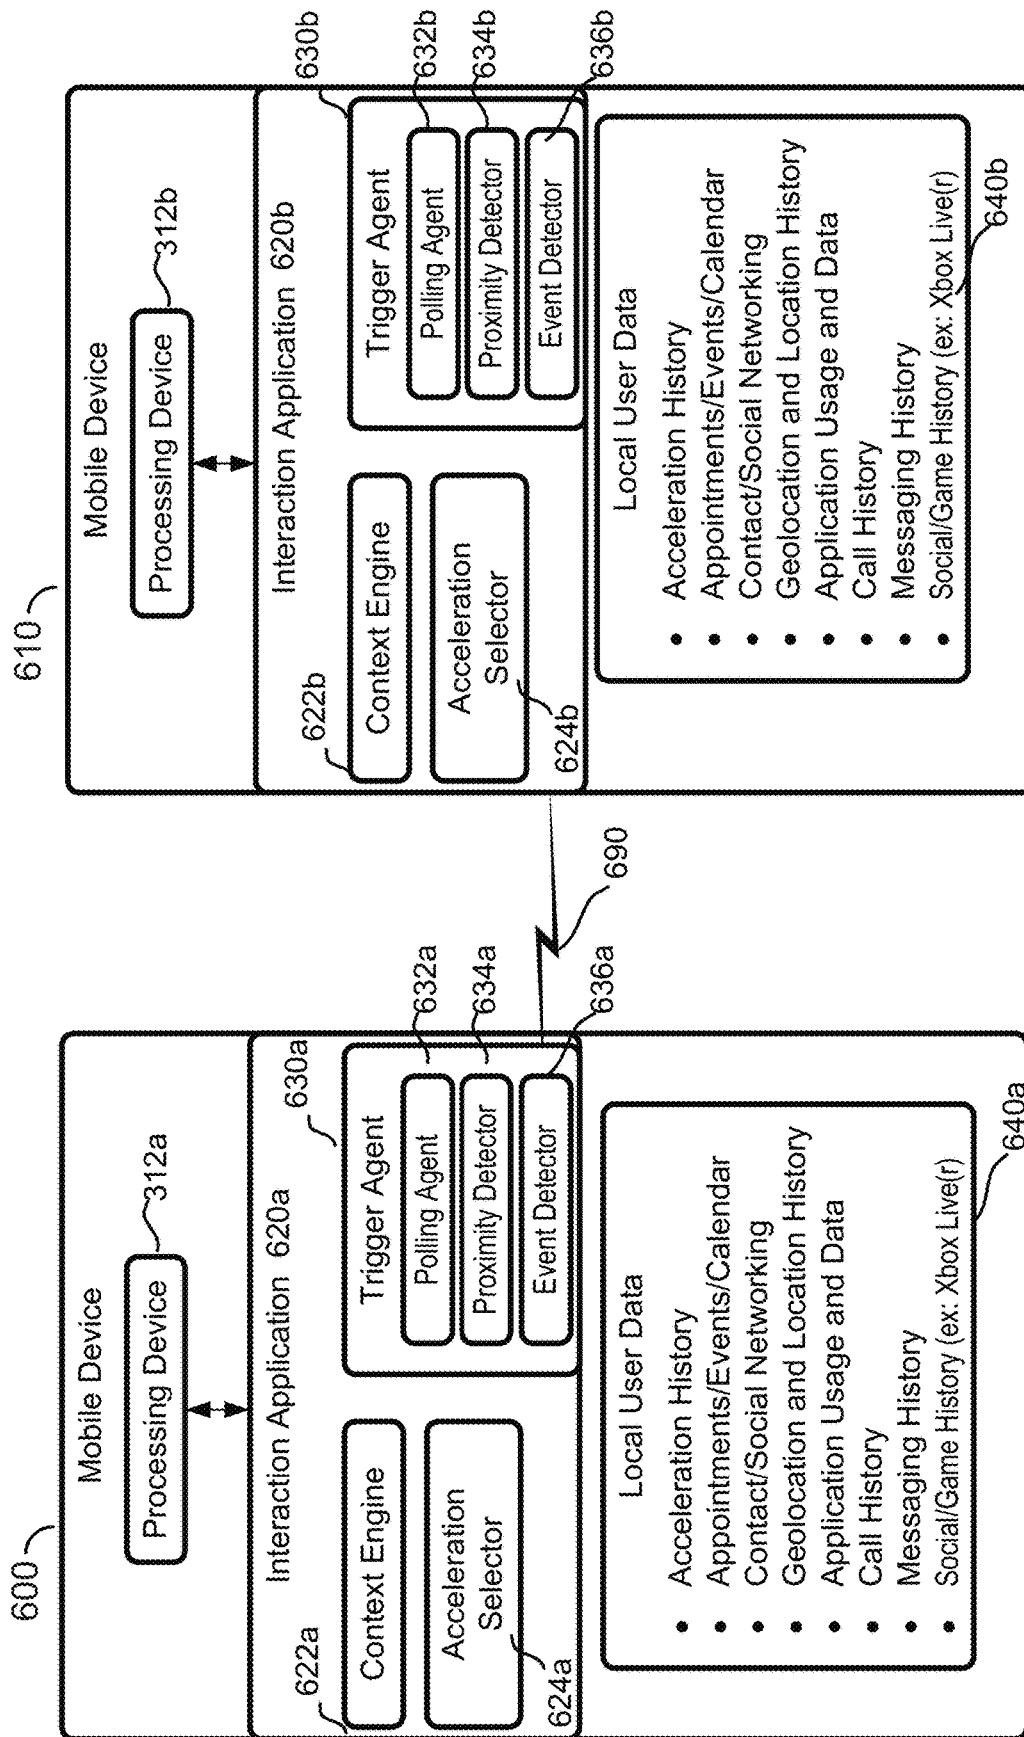 600
Mobile Device
Processing Device
312a
Interaction Application 620a
622a
Context Engine
Acceleration
Selector
624a
630a
Trigger Agent
Polling Agent
632a
Proximity Detector
634a
Event Detector
636a
Local User Data
• Acceleration History
• Appointments/Events/Calendar
• Contact/Social Networking
• Geolocation and Location History
• Application Usage and Data
• Call History
• Messaging History
• Social/Game History (ex: Xbox Live(r)
640a
690
610
Mobile Device
Processing Device
312b
Interaction Application 620b
622b
Context Engine
Acceleration
Selector
624b
630b
Trigger Agent
Polling Agent
632b
Proximity Detector
634b
Event Detector
636b
Local User Data
• Acceleration History
• Appointments/Events/Calendar
• Contact/Social Networking
• Geolocation and Location History
• Application Usage and Data
• Call History
• Messaging History
• Social/Game History (ex: Xbox Live(r)
640b